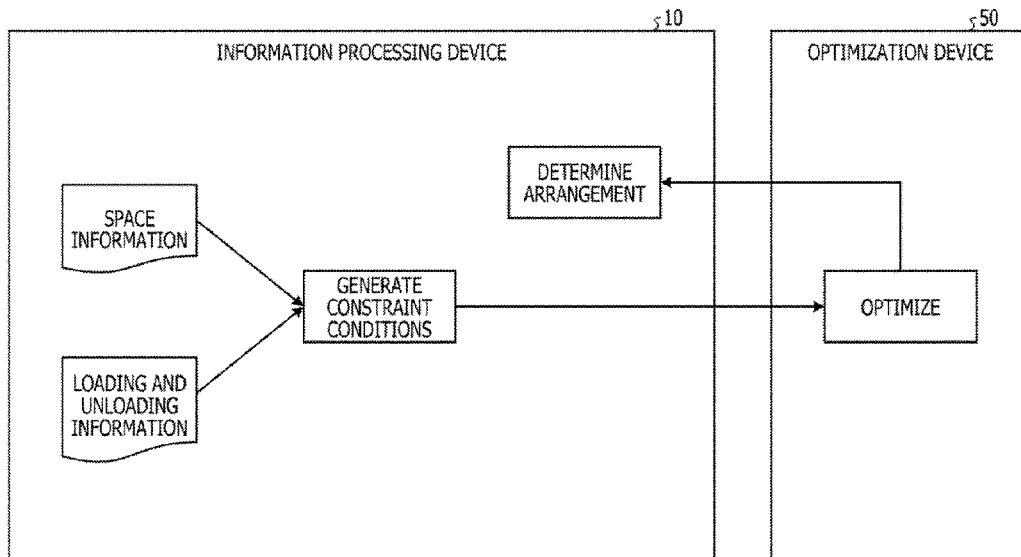 10
50
INFORMATION PROCESSING DEVICE
OPTIMIZATION DEVICE
DETERMINE
ARRANGEMENT
SPACE
INFORMATION
GENERATE
CONSTRAINT
CONDITIONS
OPTIMIZE
LOADING AND
UNLOADING
INFORMATION